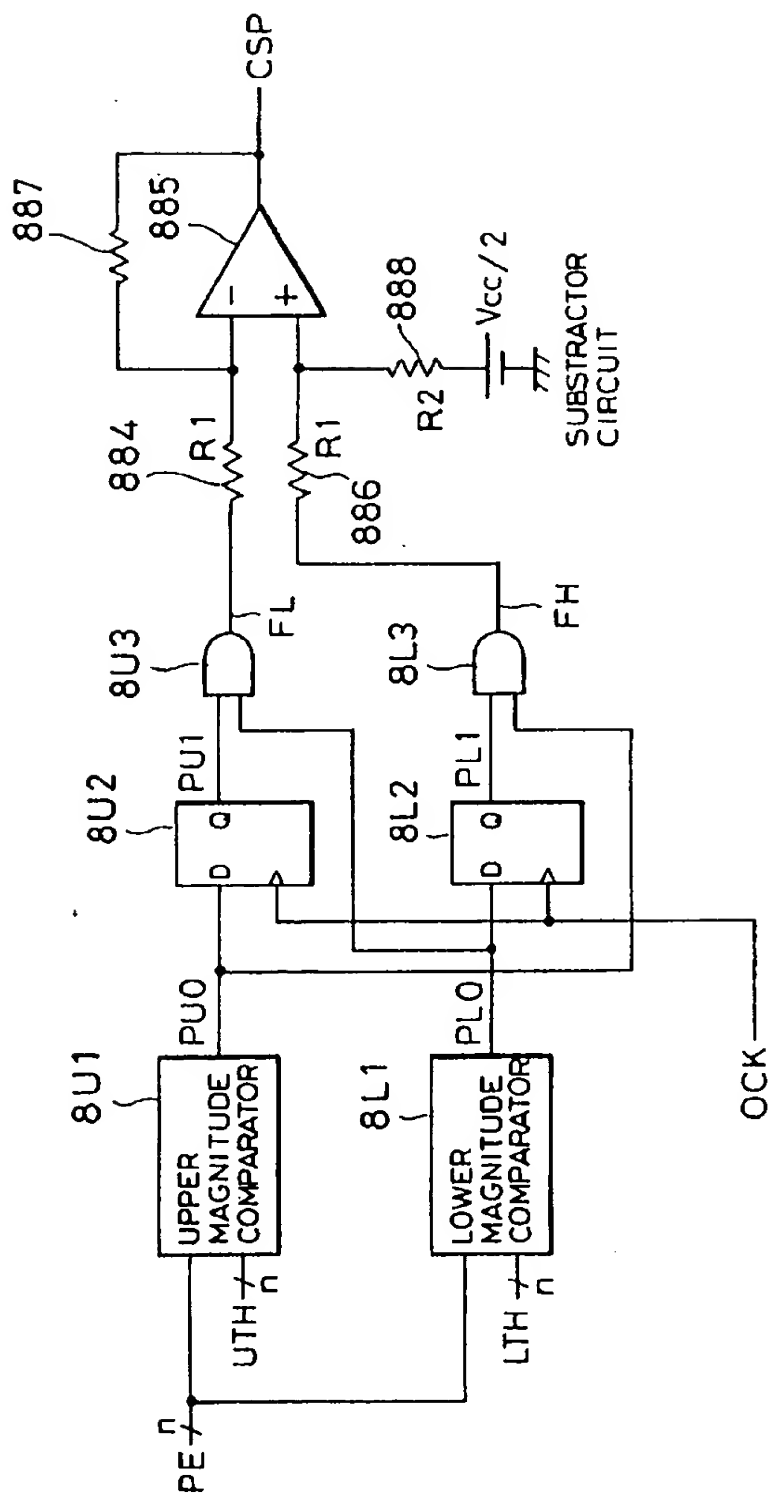 PE
n
UTH
n
8U1
UPPER
MAGNITUDE
COMPARATOR
PU0
8U2
D
Q
PU1
8U3
FL
884
R1
887
885
-
+
CSP
LTH
n
8L1
LOWER
MAGNITUDE
COMPARATOR
PL0
8L2
D
Q
PL1
8L3
FH
R1
886
R2
888
Vcc/2
SUBSTRACTOR
CIRCUIT
OCK